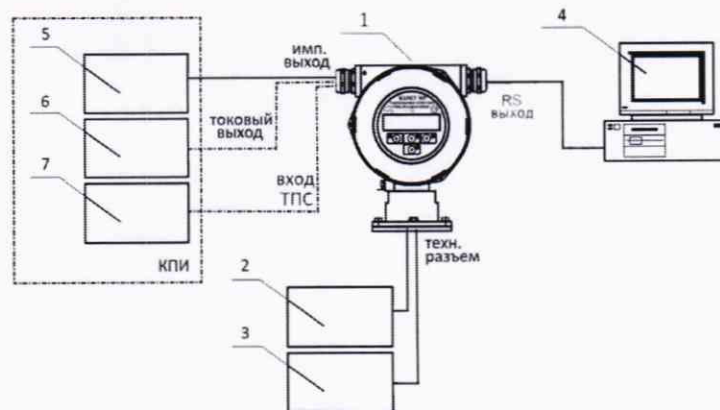 1
4
5
ИМП.
ВЫХОД
6
RS
ВЫХОД
ТОКОВЫЙ
ВЫХОД
7
ВХОД
ТПС
КПИ
техн.
разъем
2
3